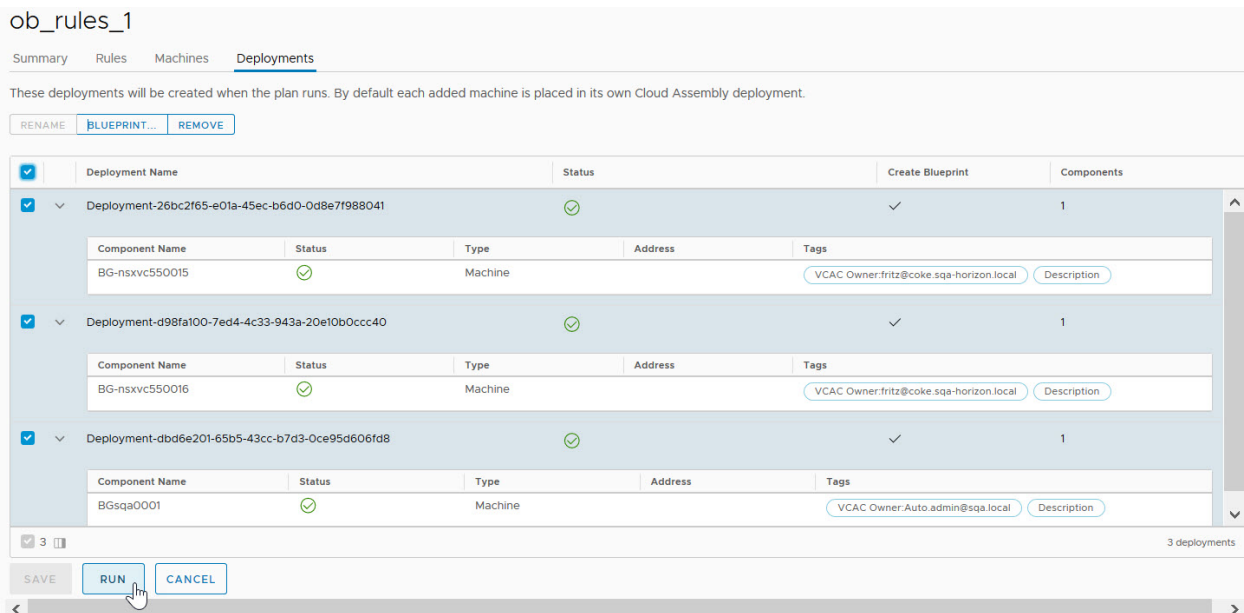 ob_rules_1
Summary Rules Machines Deployments
These deployments will be created when the plan runs. By default each added machine is placed in its own Cloud Assembly deployment.
RENAME BLUEPRINT... REMOVE
Deployment Name Status Create Blueprint Components
Deployment-26bc2f65-e01a-45ec-b6d0-0d8e7f988041 1
Component Name Status Type Address Tags
BG-nsxvc550015 Machine VCAC Owner:fritz@coke.sqa-horizon.local Description
Deployment-d98fa100-7ed4-4c33-943a-20e10b0ccc40 1
Component Name Status Type Address Tags
BG-nsxvc550016 Machine VCAC Owner:fritz@coke.sqa-horizon.local Description
Deployment-dbd6e201-65b5-43cc-b7d3-0ce95d606fd8 1
Component Name Status Type Address Tags
BGsqa0001 Machine VCAC Owner:Auto.admin@sqa.local Description
3 3 deployments
SAVE RUN CANCEL